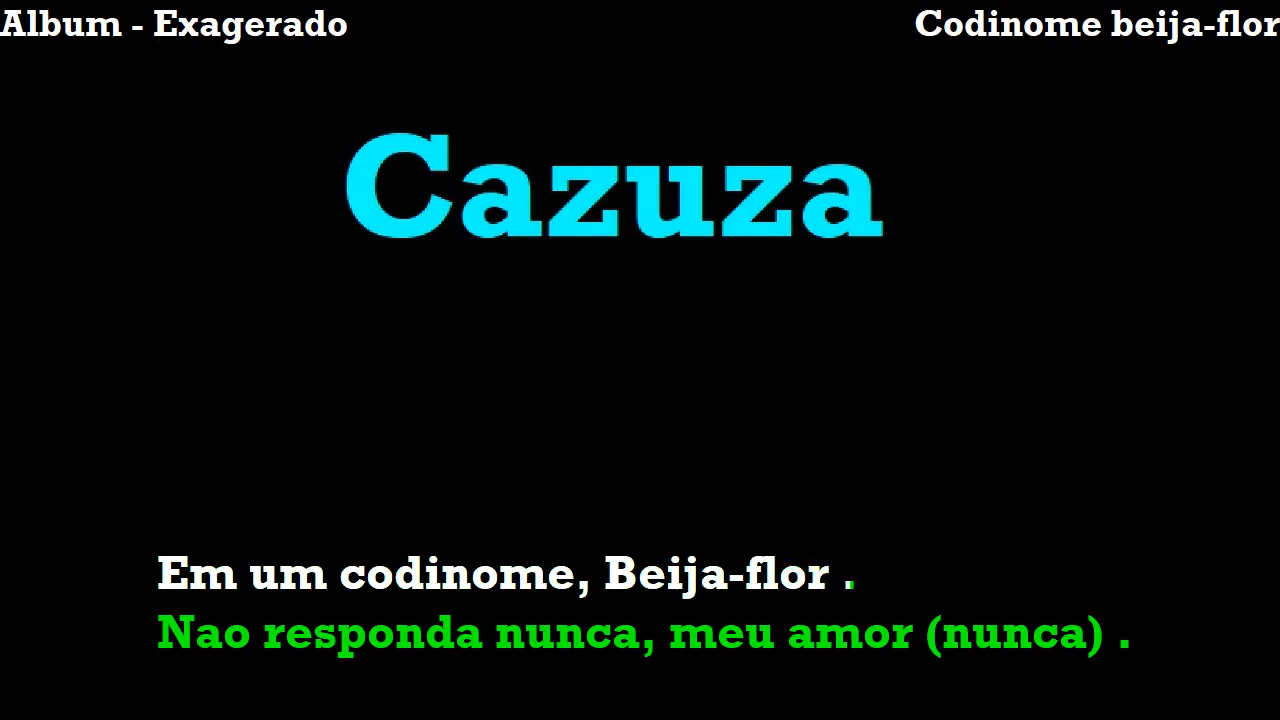 Album - Exagerado
Codinome beija-flor
Cazuza
Em um codinome, Beija-flor .
Nao responda nunca, meu amor (nunca) .